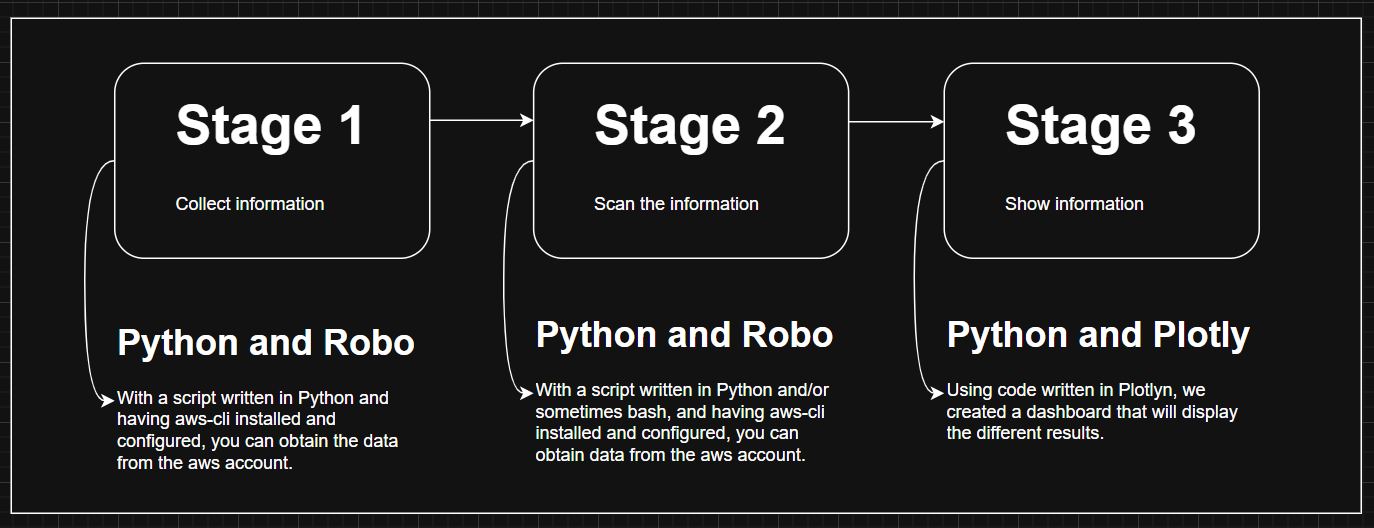 Stage 1
Collect information
Stage 2
Scan the information
Stage 3
Show information
Python and Robo
With a script written in Python and
having aws-cli installed and
configured, you can obtain the data
from the aws account.
Python and Robo
With a script written in Python and/or
sometimes bash, and having aws-cli
installed and configured, you can
obtain data from the aws account.
Python and Plotly
Using code written in Plotlyn, we
created a dashboard that will display
the different results.